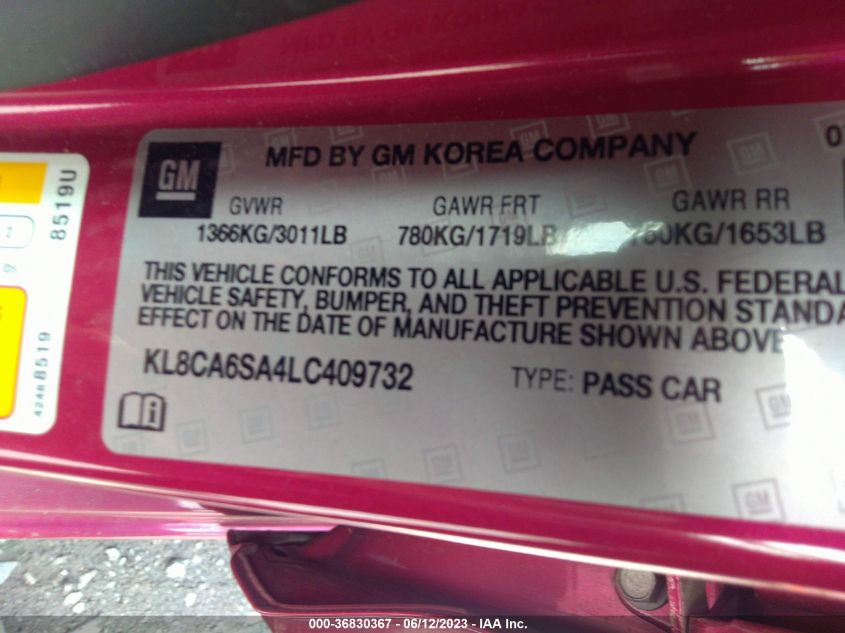 GM
MFD BY GM KOREA COMPANY
GVWR GAWR FRT GAWR RR
1366KG/3011LB 780KG/1719LB 750KG/1653LB
THIS VEHICLE CONFORMS TO ALL APPLICABLE U.S. FEDERAL
VEHICLE SAFETY, BUMPER, AND THEFT PREVENTION STANDA
EFFECT ON THE DATE OF MANUFACTURE SHOWN ABOVE
KL8CA6SA4LC409732 TYPE: PASS CAR
8519U
42488519
000-36830367 - 06/12/2023 - IAA Inc.